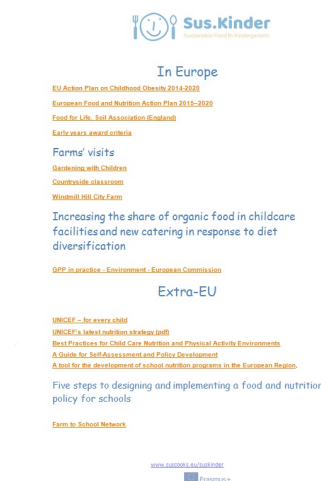 Sus.Kinder
Sustainable Food in Kindergartens
In Europe
EU Action Plan on Childhood Obesity 2014-2020
European Food and Nutrition Action Plan 2015–2020
Food for Life, Soil Association (England)
Early years award criteria
Farms' visits
Gardening with Children
Countryside classroom
Windmill Hill City Farm
Increasing the share of organic food in childcare
facilities and new catering in response to diet
diversification
GPP in practice - Environment - European Commission
Extra-EU
UNICEF – for every child
UNICEF's latest nutrition strategy (pdf)
Best Practices for Child Care Nutrition and Physical Activity Environments
A Guide for Self-Assessment and Policy Development
A tool for the development of school nutrition programs in the European Region.
Five steps to designing and implementing a food and nutrition
policy for schools
Farm to School Network
www.suscooks.eu/suskinder
Erasmus+